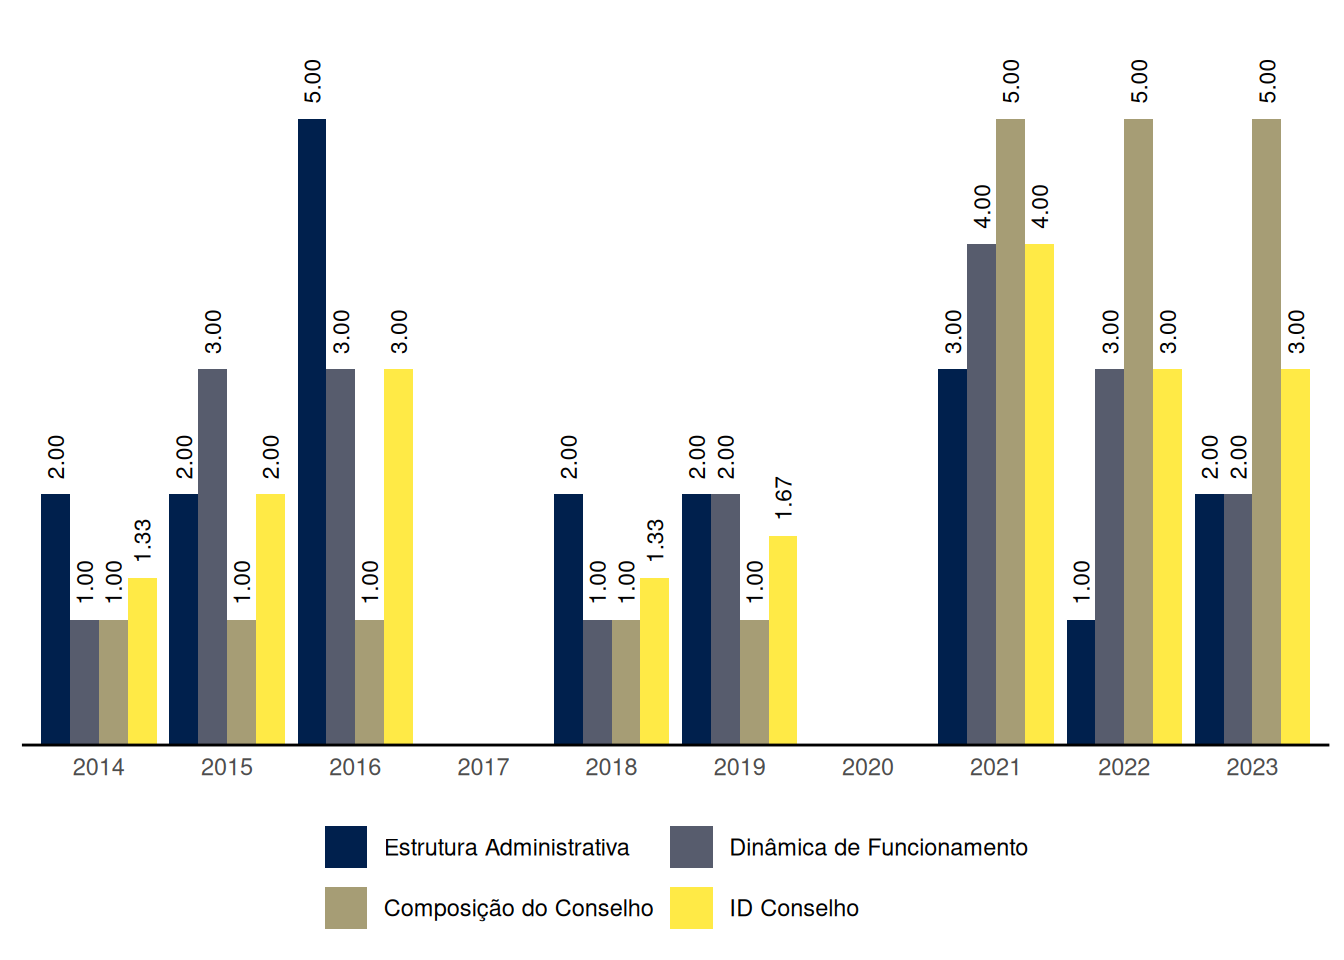 2.00 1.00 1.00 1.33 2.00 3.00 1.00 2.00 5.00 3.00 1.00 3.00 2.00 1.00 1.00 1.33 2.00 2.00 1.00 1.67 3.00 4.00 5.00 4.00 1.00 3.00 5.00 3.00 2.00 2.00 5.00 3.00
2014 2015 2016 2017 2018 2019 2020 2021 2022 2023
Estrutura Administrativa Dinâmica de Funcionamento
Composição do Conselho ID Conselho